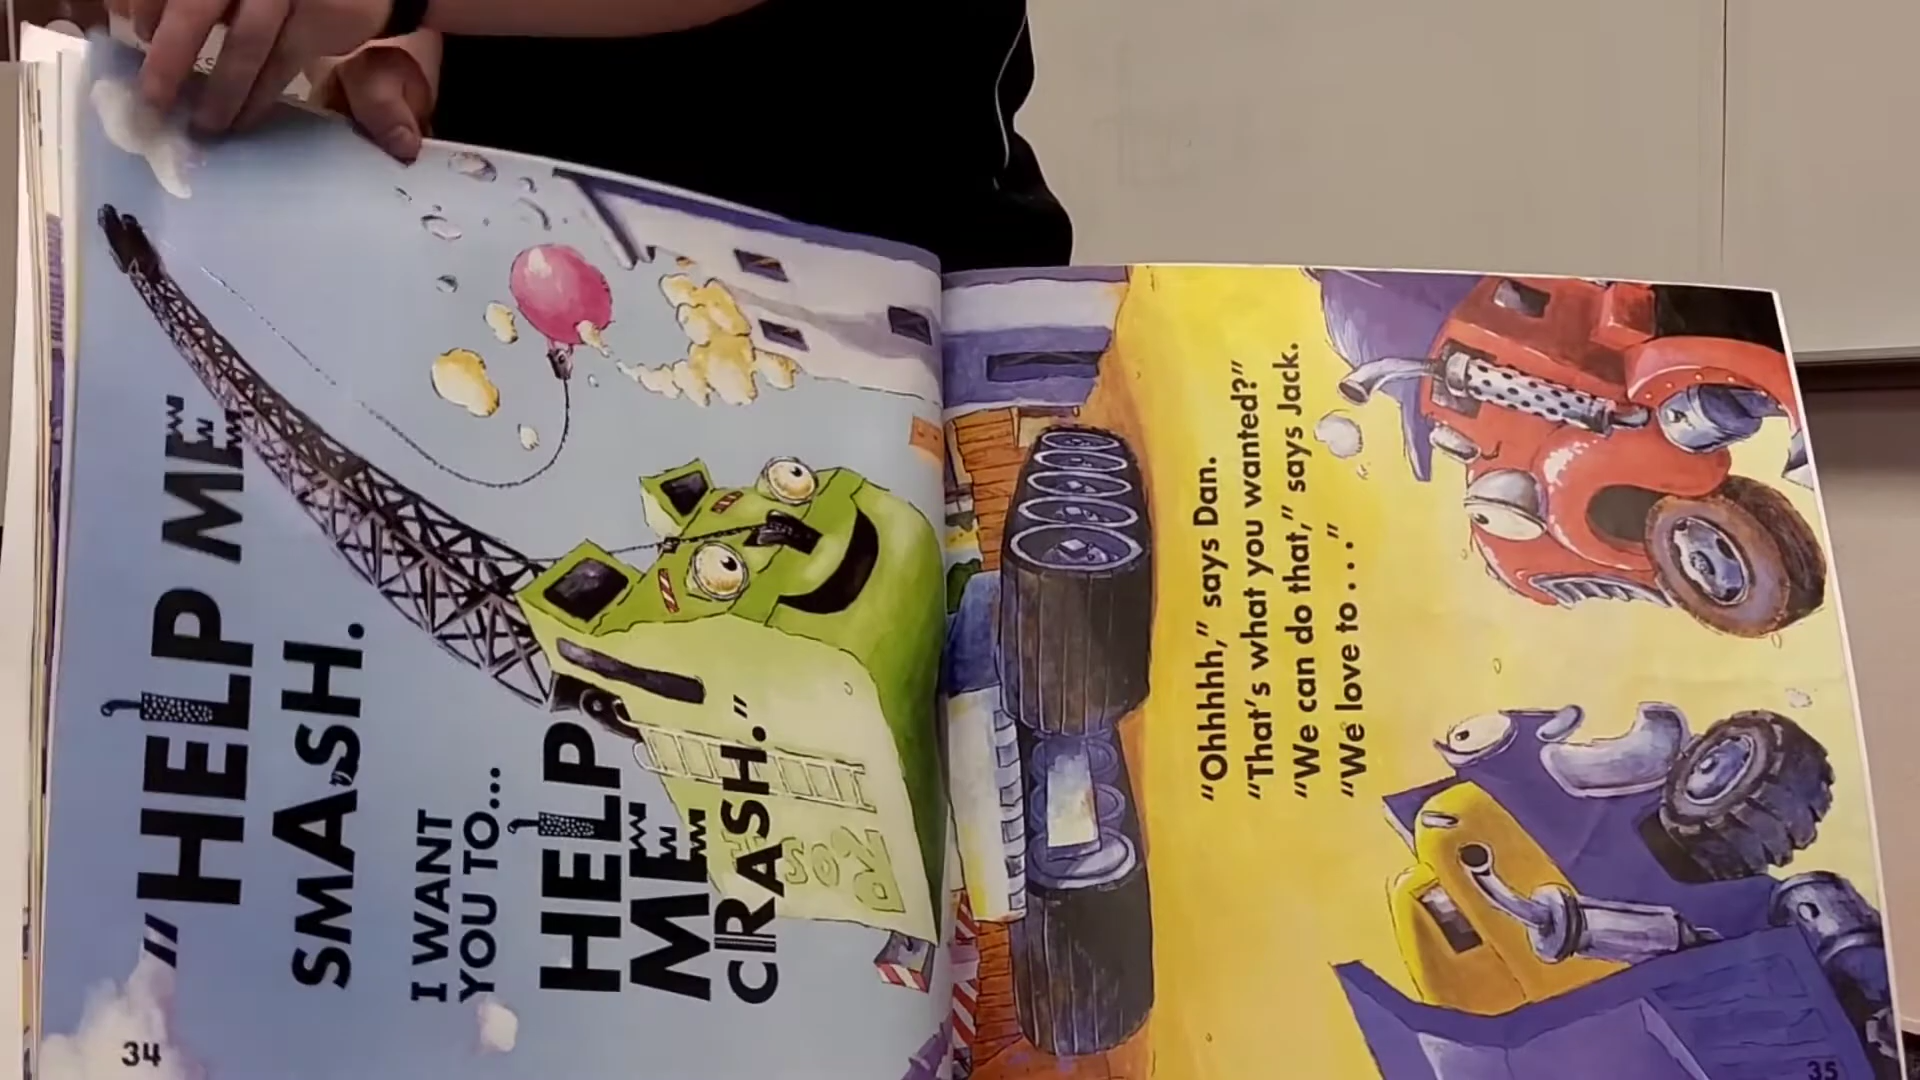 "HELP ME
SMASH.
I WANT
YOU TO...
HELP
ME
CRASH."
34
"Ohhhhh," says Dan.
"That's what you wanted?"
"We can do that," says Jack.
"We love to . . ."
35